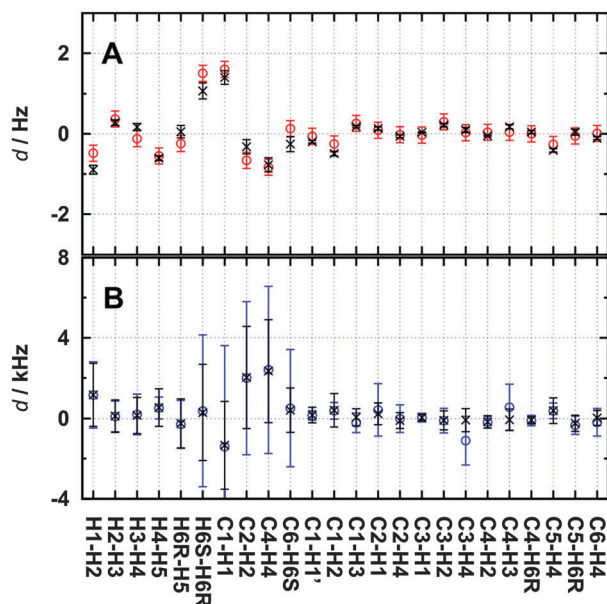 A
2
0
-2
8
d / Hz
B
4
0
-4
d / kHz
H1-H2
H2-H3
H3-H4
H4-H5
H6R-H5
H6S-H6R
C1-H1
C2-H2
C4-H4
C6-H6S
C1-H1'
C1-H2
C1-H3
C2-H1
C2-H4
C3-H1
C3-H2
C3-H4
C4-H2
C4-H3
C4-H6R
C5-H4
C5-H6R
C6-H4